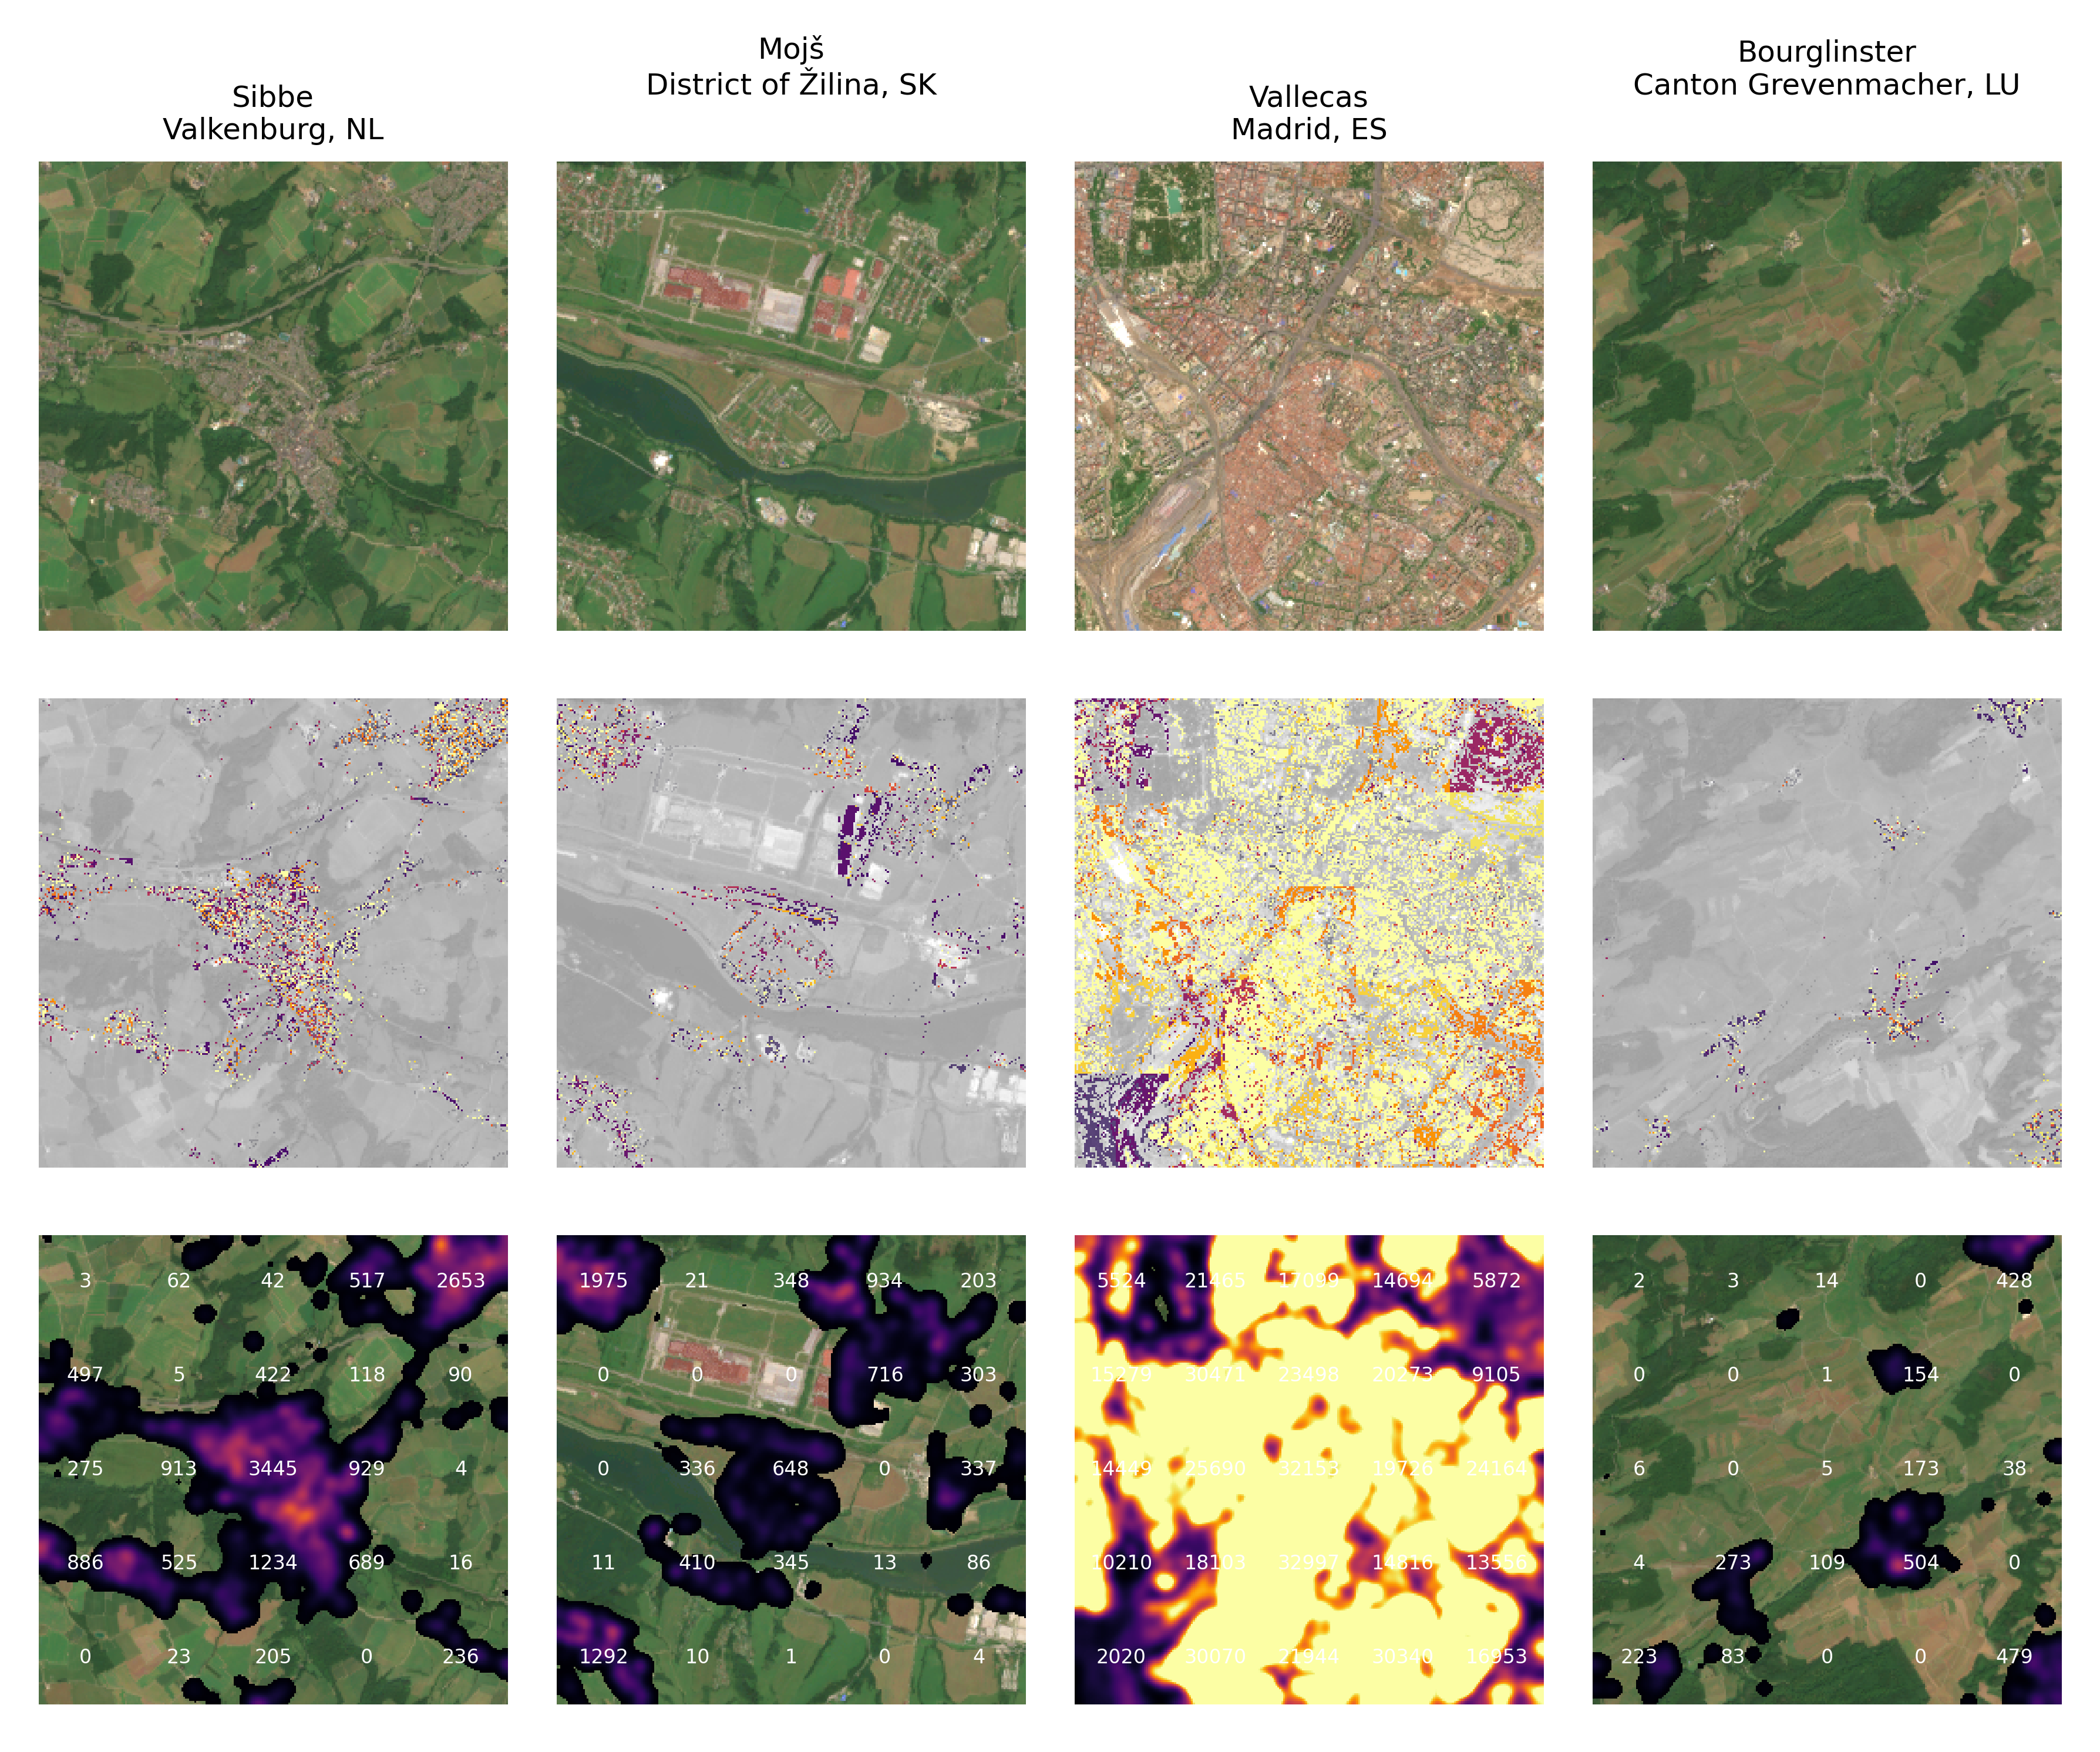 Sibbe
Valkenburg, NL
Mojš
District of Žilina, SK
Vallecas
Madrid, ES
Bourglinster
Canton Grevenmacher, LU
3 62 42 517 2653
497 5 422 118 90
275 913 3445 929 4
886 525 1234 689 16
0 23 205 0 236
1975 21 348 934 203
0 0 0 716 303
0 336 648 0 337
11 410 345 13 86
1292 10 1 0 4
5524 21465 17099 14694 5872
15279 30471 23498 20273 9105
14449 25690 32153 19726 24164
10210 18103 32997 14816 13556
2020 30070 21944 30340 16953
2 3 14 0 428
0 0 1 154 0
6 0 5 173 38
4 273 109 504 0
223 83 0 0 479